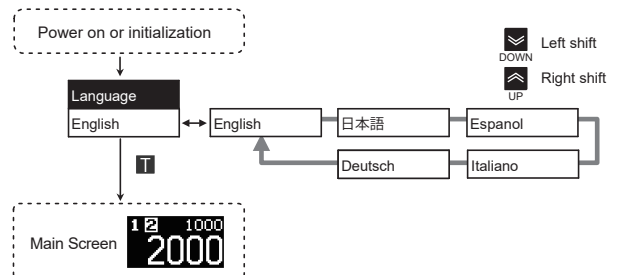 Power on or initialization
Left shift
DOWN
Right shift
UP
Language
English
English
日本語
Espanol
Deutsch
Italiano
T
Main Screen
1 2 1000
2000